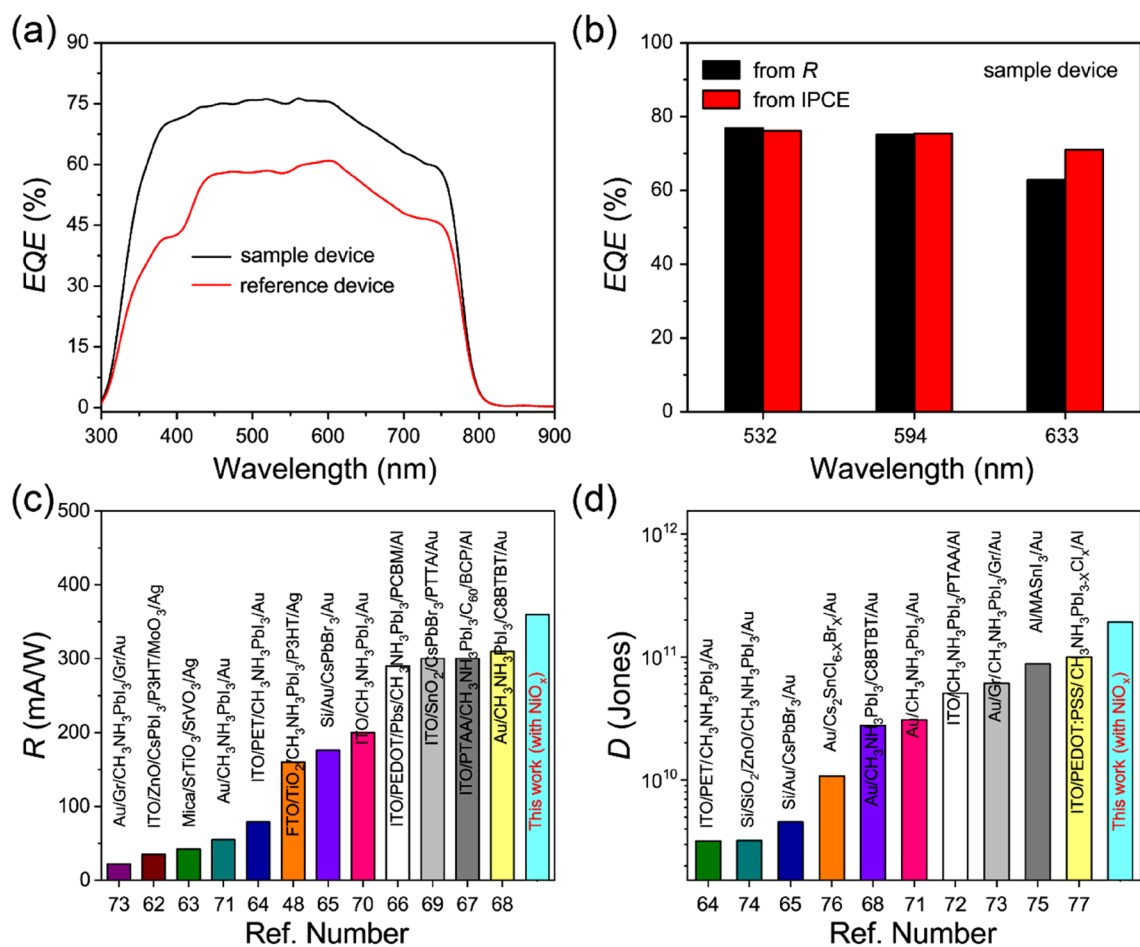 (a)
90
75
60
45
30
15
0
EQE (%)
sample device
reference device
300 400 500 600 700 800 900
Wavelength (nm)
(b)
100
80
60
40
20
0
EQE (%)
from R
from IPCE
sample device
532 594 633
Wavelength (nm)
(c)
500
400
300
200
100
0
R (mA/W)
Au/Gr/CH3NH3PbI3/Gr/Au
ITO/ZnO/CsPbI3/P3HT/MoO3/Ag
Mica/SrTiO3/SrVO3/Ag
Au/CH3NH3PbI3/Au
ITO/PET/CH3NH3PbI3/Au
FTO/TiO2/CH3NH3PbI3/P3HT/Ag
Si/Au/CsPbBr3/Au
ITO/CH3NH3PbI3/Au
ITO/PEDOT/Pbs/CH3NH3PbI3/PCBM/Al
ITO/SnO2/CsPbBr3/PTTA/Au
ITO/PTAA/CH3NH3PbI3/C60/BCP/Al
Au/CH3NH3PbI3/C8BTBT/Au
This work (with NiOx)
73 62 63 71 64 48 65 70 66 69 67 68
Ref. Number
(d)
10^12
10^11
10^10
D (Jones)
ITO/PET/CH3NH3PbI3/Au
Si/SiO2/ZnO/CH3NH3PbI3/Au
Si/Au/CsPbBr3/Au
Au/Cs2SnCl6-XBrX/Au
Au/CH3NH3PbI3/C8BTBT/Au
Au/CH3NH3PbI3/Au
ITO/CH3NH3PbI3/PTAA/Al
Au/Gr/CH3NH3PbI3/Gr/Au
Al/MASnI3/Au
ITO/PEDOT:PSS/CH3NH3PbI3-XClX/Al
This work (with NiOx)
64 74 65 76 68 71 72 73 75 77
Ref. Number